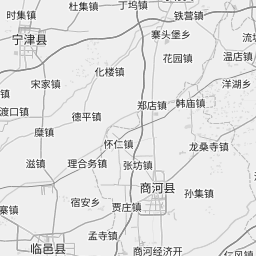 丁坞镇
时集镇
杜集镇
铁营镇
宁津县
寨头堡乡
流坊
花园镇
温店镇
化楼镇
宋家镇
洋湖乡
郑店镇
韩庙镇
渡口镇
德平镇
糜镇
怀仁镇
龙桑寺镇
滋镇
理合务镇
张坊镇
商河县
孙集镇
宿安乡
贾庄镇
寨镇
孟寺镇
临邑县
商河经济开
仁风镇